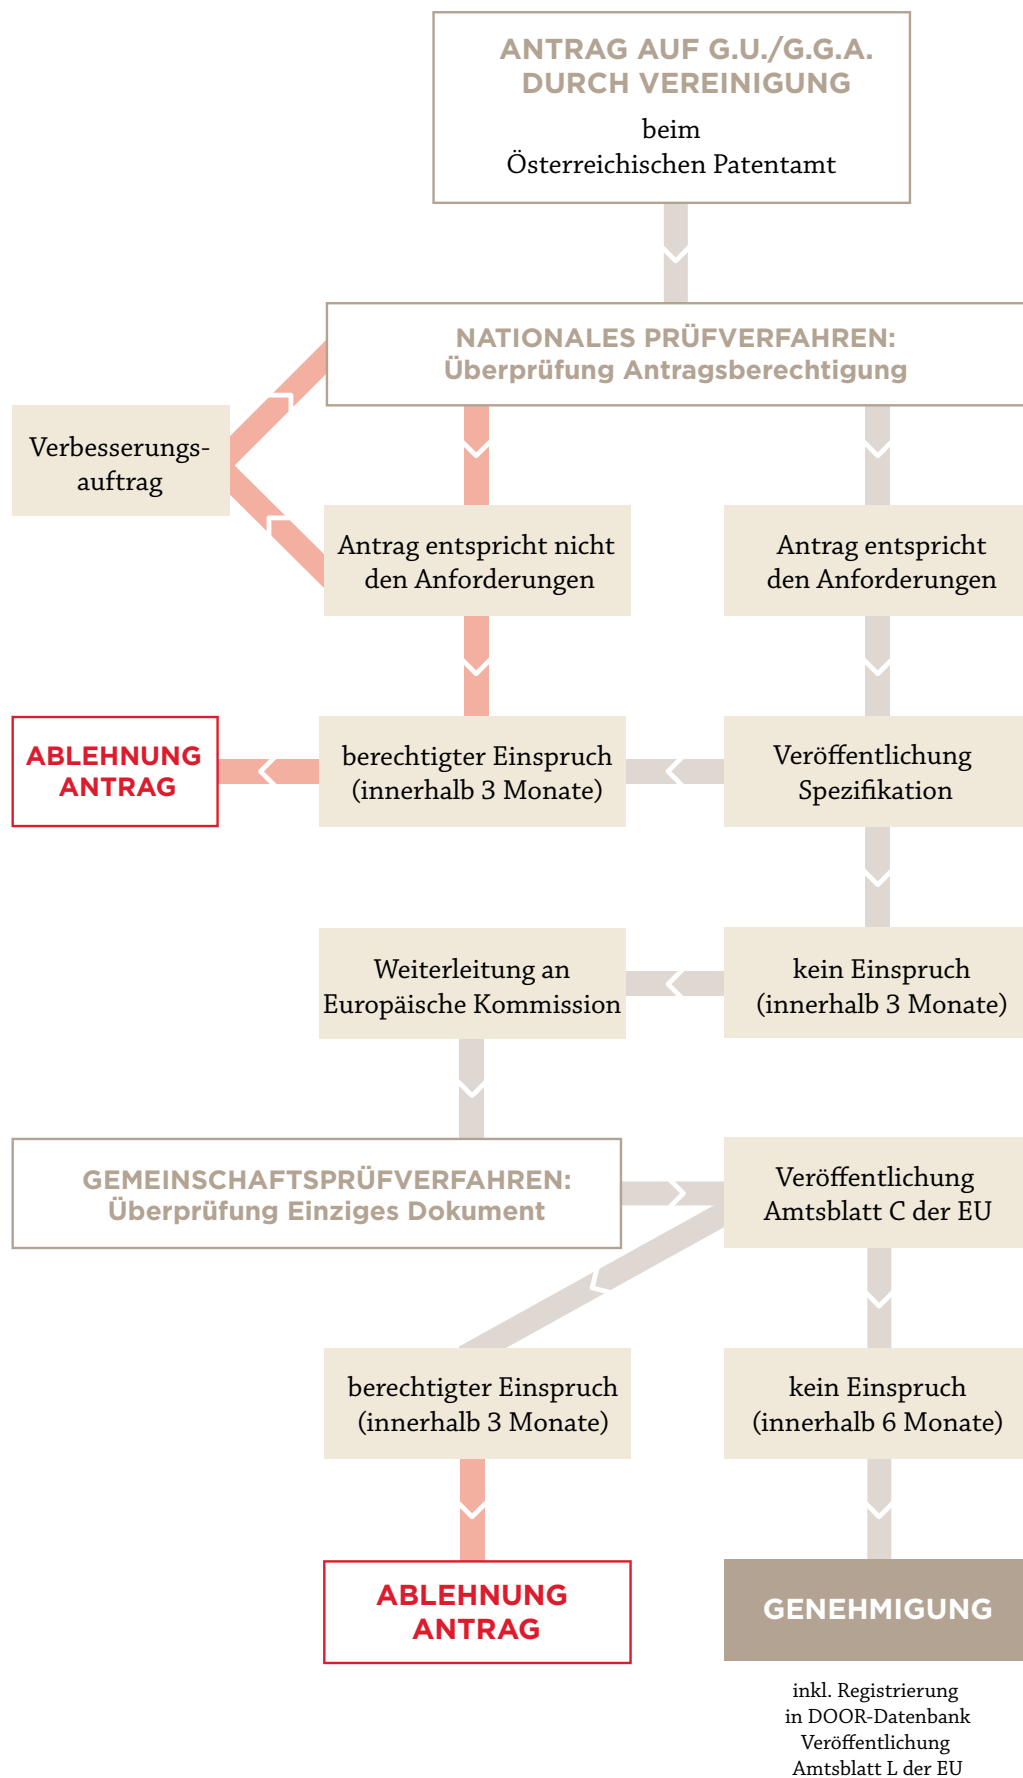 ANTRAG AUF G.U./G.G.A.
DURCH VEREINIGUNG
beim
Österreichischen Patentamt
NATIONALES PRÜFVERFAHREN:
Überprüfung Antragsberechtigung
Verbesserungs-
auftrag
Antrag entspricht nicht
den Anforderungen
Antrag entspricht
den Anforderungen
ABLEHNUNG
ANTRAG
berechtigter Einspruch
(innerhalb 3 Monate)
Veröffentlichung
Spezifikation
Weiterleitung an
Europäische Kommission
kein Einspruch
(innerhalb 3 Monate)
GEMEINSCHAFTSPRÜFVERFAHREN:
Überprüfung Einziges Dokument
Veröffentlichung
Amtsblatt C der EU
berechtigter Einspruch
(innerhalb 3 Monate)
kein Einspruch
(innerhalb 6 Monate)
ABLEHNUNG
ANTRAG
GENEHMIGUNG
inkl. Registrierung
in DOOR-Datenbank
Veröffentlichung
Amtsblatt L der EU